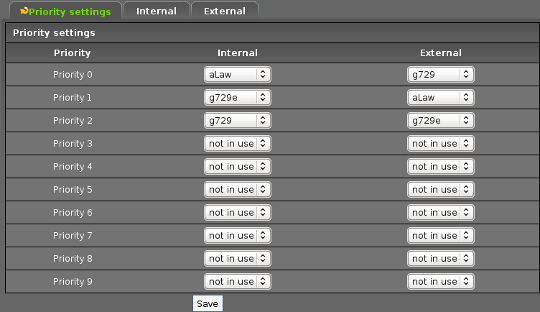 Priority settings Internal External
Priority settings
Priority Internal External
Priority 0 aLaw g729
Priority 1 g729e aLaw
Priority 2 g729 g729e
Priority 3 not in use not in use
Priority 4 not in use not in use
Priority 5 not in use not in use
Priority 6 not in use not in use
Priority 7 not in use not in use
Priority 8 not in use not in use
Priority 9 not in use not in use
Save